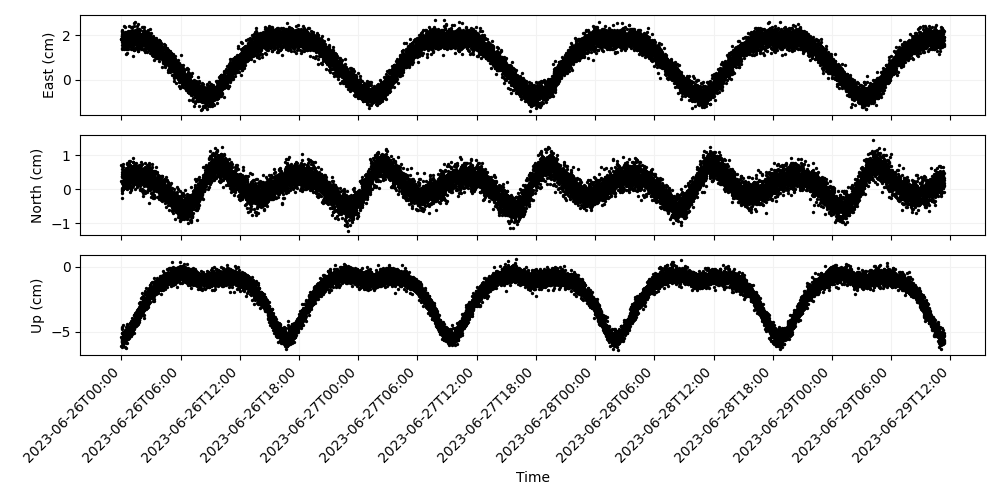 East (cm)
2
0
North (cm)
1
0
−1
Up (cm)
0
−5
2023-06-26T00:00
2023-06-26T06:00
2023-06-26T12:00
2023-06-26T18:00
2023-06-27T00:00
2023-06-27T06:00
2023-06-27T12:00
2023-06-27T18:00
2023-06-28T00:00
2023-06-28T06:00
2023-06-28T12:00
2023-06-28T18:00
2023-06-29T00:00
2023-06-29T06:00
2023-06-29T12:00
Time